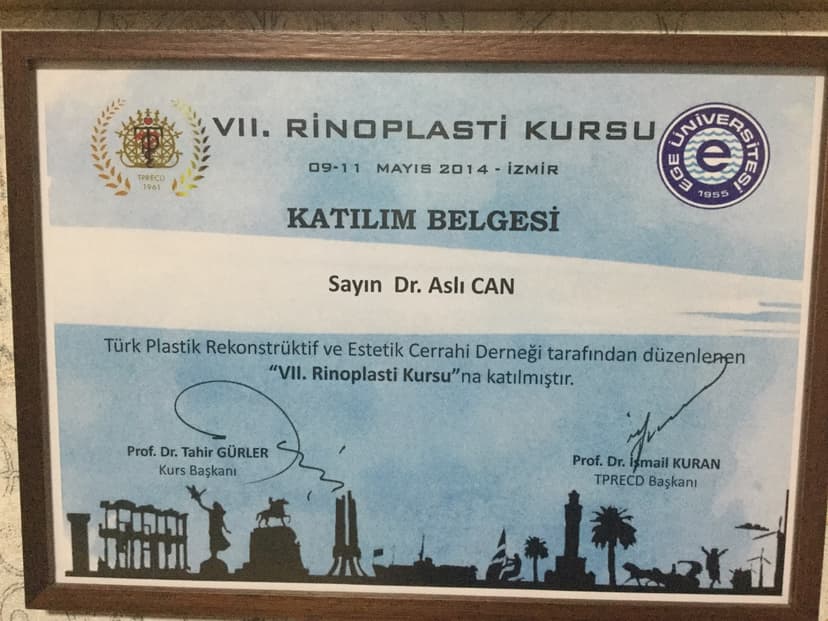 VII. RİNOPLASTİ KURSU
09-11 MAYIS 2014 - İZMİR
TPRECD
1961
EGE ÜNİVERSİTESİ
e
1955
KATILIM BELGESİ
Sayın Dr. Aslı CAN
Türk Plastik Rekonstrüktif ve Estetik Cerrahi Derneği tarafından düzenlenen
“VII. Rinoplasti Kursu”na katılmıştır.
Prof. Dr. Tahir GÜRLER
Kurs Başkanı
Prof. Dr. İsmail KURAN
TPRECD Başkanı